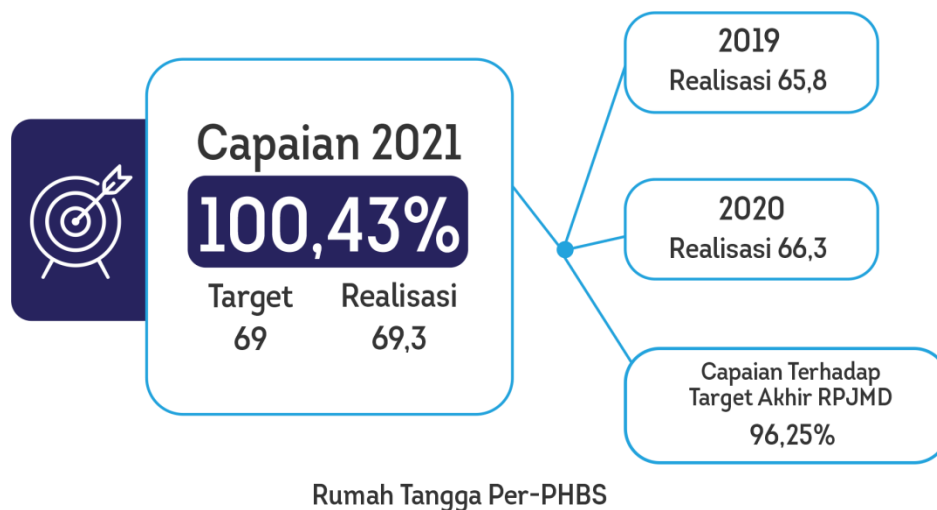 Capaian 2021
100,43%
Target
69
Realisasi
69,3
2019
Realisasi 65,8
2020
Realisasi 66,3
Capaian Terhadap
Target Akhir RPJMD
96,25%
Rumah Tangga Per-PHBS